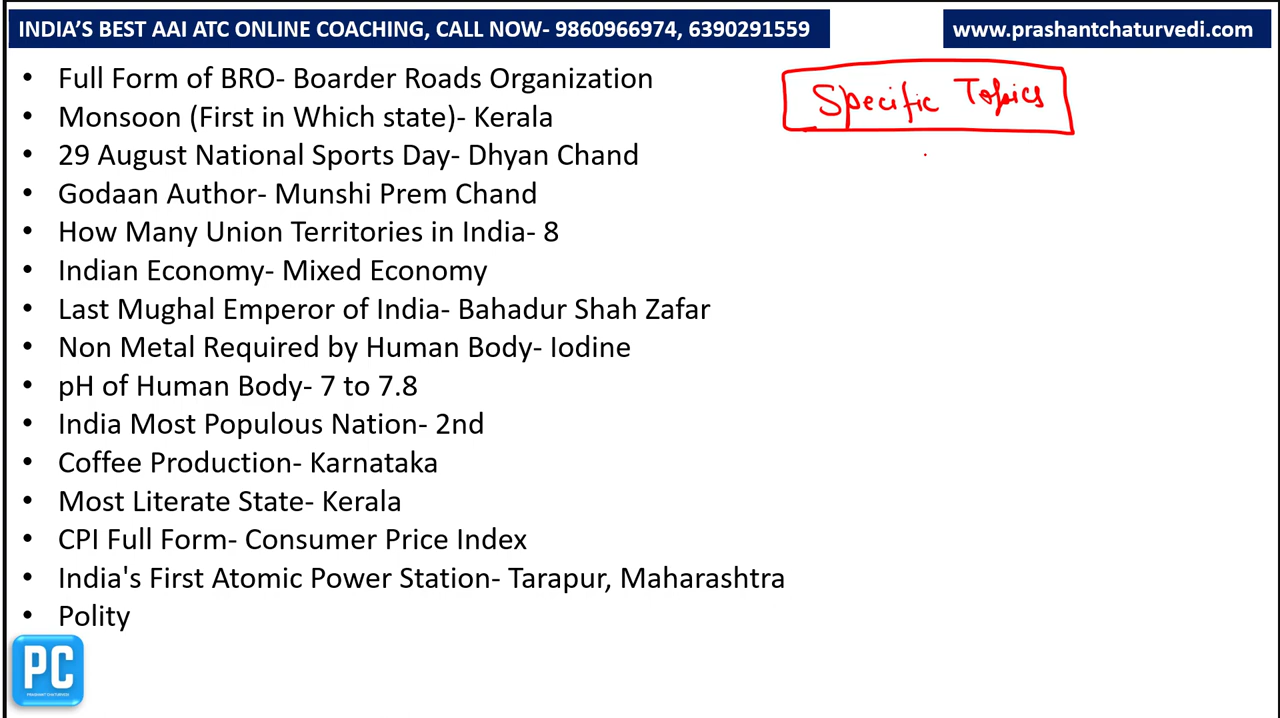 INDIA’S BEST AAI ATC ONLINE COACHING, CALL NOW- 9860966974, 6390291559
www.prashantchaturvedi.com
• Full Form of BRO- Boarder Roads Organization
Specific Topics
• Monsoon (First in Which state)- Kerala
• 29 August National Sports Day- Dhyan Chand
• Godaan Author- Munshi Prem Chand
• How Many Union Territories in India- 8
• Indian Economy- Mixed Economy
• Last Mughal Emperor of India- Bahadur Shah Zafar
• Non Metal Required by Human Body- Iodine
• pH of Human Body- 7 to 7.8
• India Most Populous Nation- 2nd
• Coffee Production- Karnataka
• Most Literate State- Kerala
• CPI Full Form- Consumer Price Index
• India's First Atomic Power Station- Tarapur, Maharashtra
• Polity
PC
PRASHANT CHATURVEDI